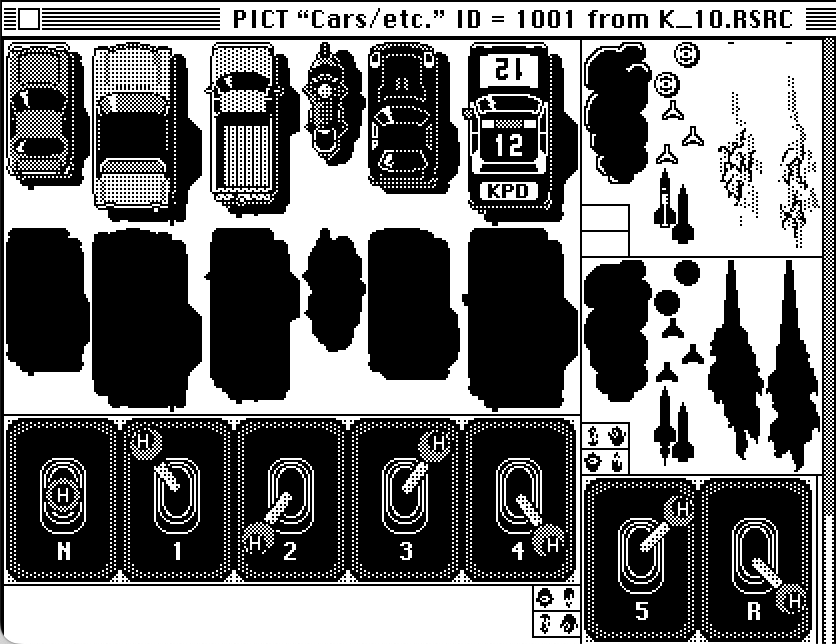 PICT “Cars/etc.” ID = 1001 from K_10.RSRC
12
12
KPD
H
H
H
H
H
N
1
2
3
4
H
H
5
R